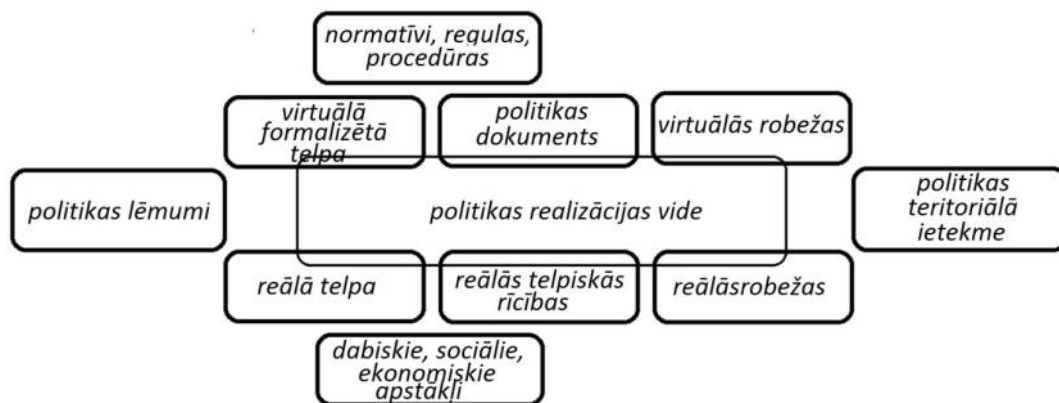 normatīvi, regulas,
procedūras
virtuālā
formalizētā
telpa
politikas
dokuments
virtuālās robežas
politikas lēmumi
politikas realizācijas vide
politikas
teritoriālā
ietekme
reālā telpa
reālās telpiskās
rīcības
reālāsrobežas
dabiskie, sociālie,
ekonomiskie
apstākļi